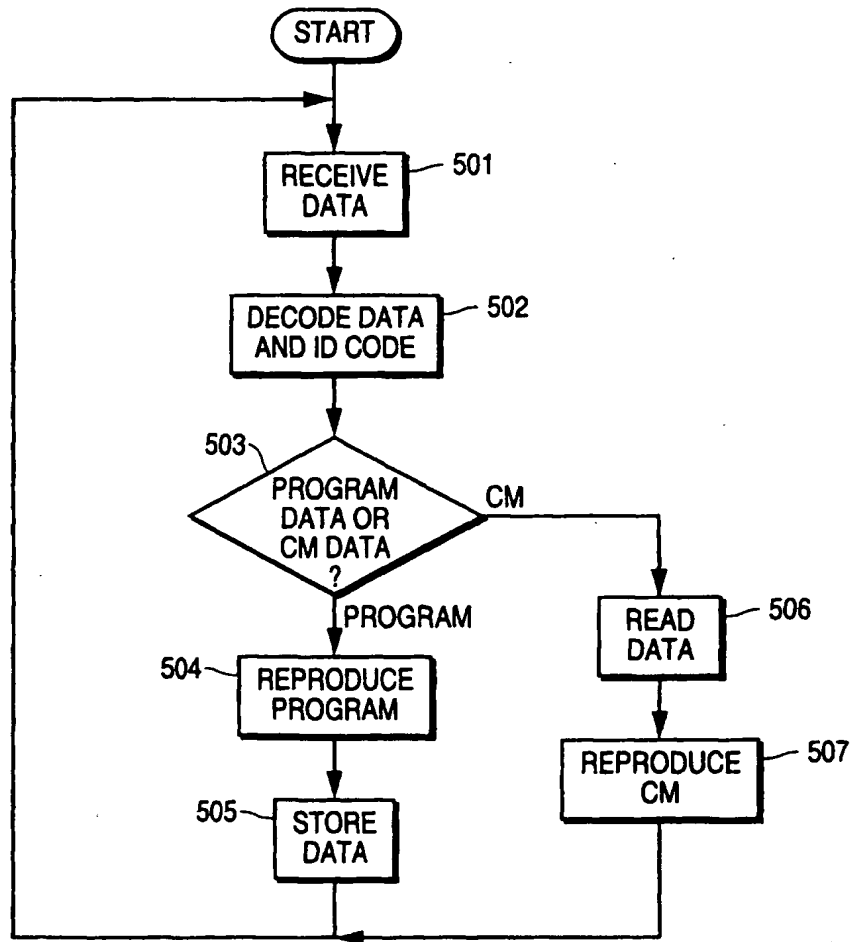 START
RECEIVE
DATA
501
DECODE DATA
AND ID CODE
502
503
PROGRAM
DATA OR
CM DATA
?
CM
PROGRAM
504
REPRODUCE
PROGRAM
505
STORE
DATA
READ
DATA
506
REPRODUCE
CM
507